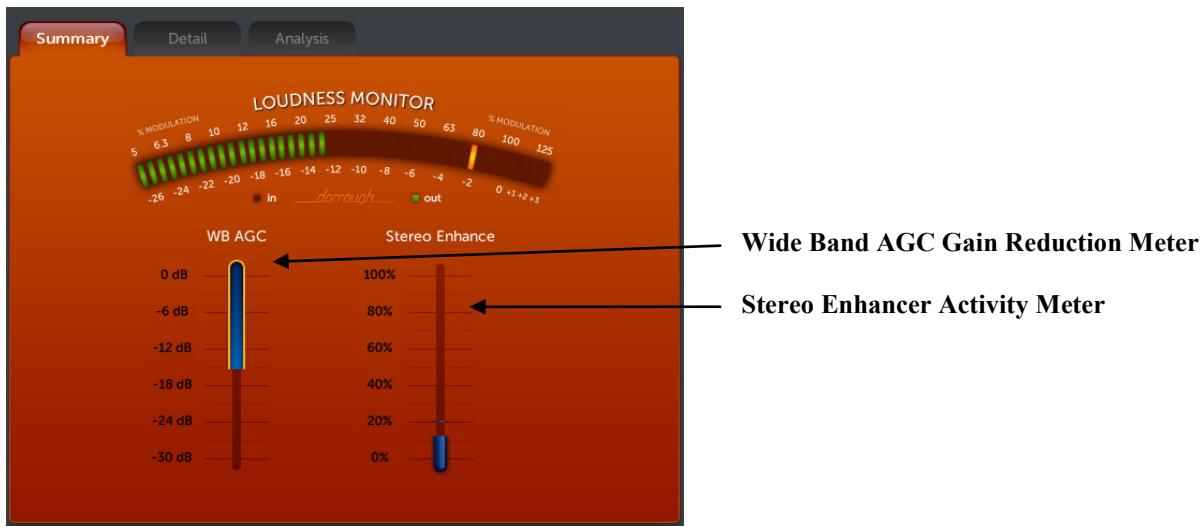 Summary Detail Analysis
LOUDNESS MONITOR
% MODULATION % MODULATION
5 6.3 8 10 12 16 20 25 32 40 50 63 80 100 125
-26 -24 -22 -20 -18 -16 -14 -12 -10 -8 -6 -4 -2 0 +1 +2 +3
in dorrough out
WB AGC Stereo Enhance
Wide Band AGC Gain Reduction Meter
0 dB 100%
Stereo Enhancer Activity Meter
-6 dB 80%
-12 dB 60%
-18 dB 40%
-24 dB 20%
-30 dB 0%